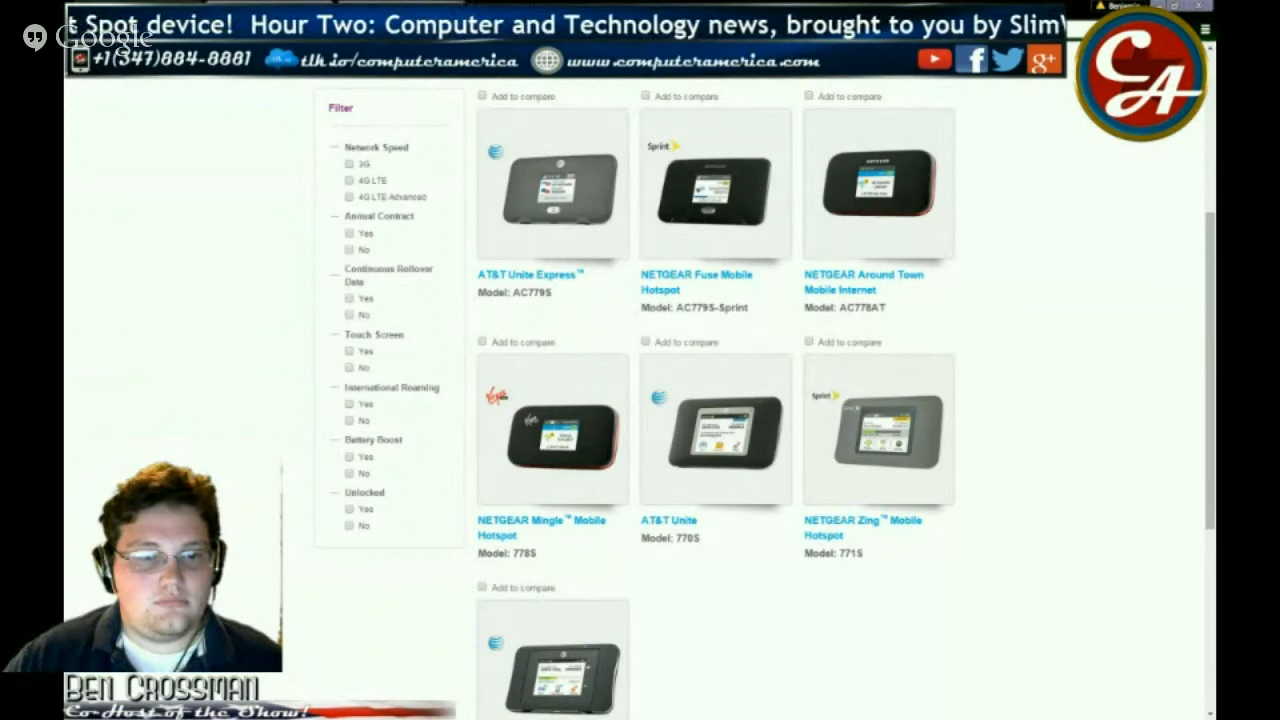 t Spot device!  Hour Two: Computer and Technology news, brought to you by Slim
Google
+1(347)884-8881 tlk.io/computeramerica www.computeramerica.com
CA
Benjamin
Filter
Network Speed
3G
4G LTE
4G LTE Advanced
Annual Contract
Yes
No
Continuous Rollover
Data
Yes
No
Touch Screen
Yes
No
International Roaming
Yes
No
Battery Boost
Yes
No
Unlocked
Yes
No
Add to compare Add to compare Add to compare
Sprint
NETGEAR
AT&T Unite Express™
Model: AC779S
NETGEAR Fuse Mobile
Hotspot
Model: AC779S-Sprint
NETGEAR Around Town
Mobile Internet
Model: AC778AT
Add to compare Add to compare Add to compare
Virgin
Sprint
NETGEAR Mingle™ Mobile
Hotspot
Model: 778S
AT&T Unite
Model: 770S
NETGEAR Zing™ Mobile
Hotspot
Model: 771S
Add to compare
Ben Crossman
Co-Host of the Show!